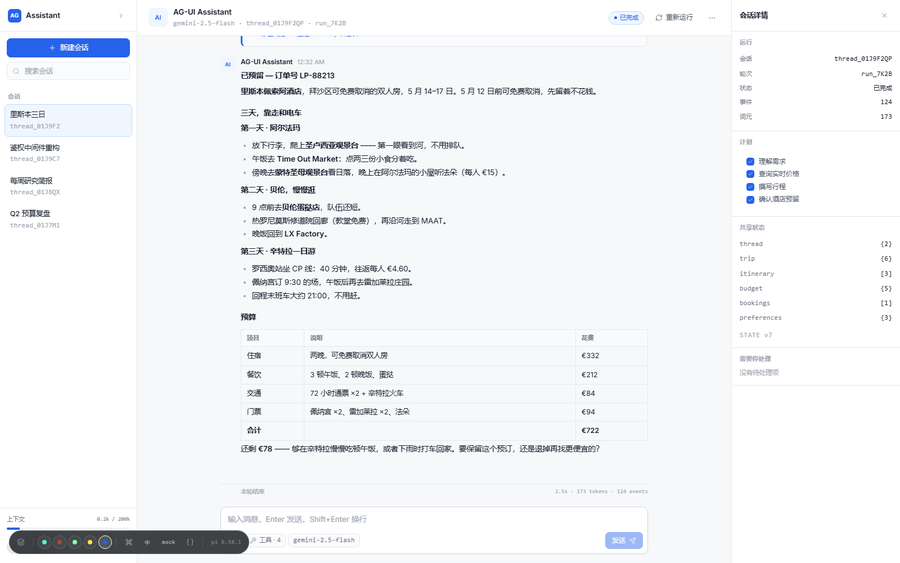 AG Assistant
+ 新建会话
搜索会话
会话
里斯本三日
thread_01J9F2
鉴权中间件重构
thread_01J9C7
每周研究简报
thread_01J8QX
Q2 预算复盘
thread_01J7M1
上下文 0.2k / 200k
mock
{ }
pi 0.58.1
AI AG-UI Assistant
gemini-2.5-flash · thread_01J9F2QP · run_7K2B
已完成
重新运行
AI AG-UI Assistant 12:32 AM
已预留 — 订单号 LP-88213
里斯本佩索阿酒店，拜沙区可免费取消的双人房，5 月 14–17 日。5 月 12 日前可免费取消，先留着不花钱。
三天，靠走和电车
第一天 · 阿尔法玛
• 放下行李，爬上圣卢西亚观景台 —— 第一眼看到河，不用排队。
• 午饭去 Time Out Market：点两三份小食分着吃。
• 傍晚去蒙特圣母观景台看日落，晚上在阿尔法玛的小屋听法朵（每人 €15）。
第二天 · 贝伦，慢慢逛
• 9 点前去贝伦蛋挞店，队伍还短。
• 热罗尼莫斯修道院回廊（教堂免费），再沿河走到 MAAT。
• 晚饭回到 LX Factory。
第三天 · 辛特拉一日游
• 罗西奥站坐 CP 线：40 分钟，往返每人 €4.60。
• 佩纳宫订 9:30 的场，午饭后再去雷加莱拉庄园。
• 回程末班车大约 21:00，不用赶。
预算
项目 说明 花费
住宿 两晚、可免费取消双人房 €332
餐饮 3 顿午饭、2 顿晚饭、蛋挞 €212
交通 72 小时通票 ×2 + 辛特拉火车 €84
门票 佩纳宫 ×2、雷加莱拉 ×2、法朵 €94
合计 €722
还剩 €78 —— 够在辛特拉慢慢吃顿午饭，或者下雨时打车回家。要保留这个预订，还是退掉再找更便宜的？
本轮结束 2.5s · 173 tokens · 124 events
输入消息，Enter 发送，Shift+Enter 换行
工具 · 4
gemini-2.5-flash
发送
会话详情
运行
会话 thread_01J9F2QP
轮次 run_7K2B
状态 已完成
事件 124
词元 173
计划
理解需求
查询实时价格
撰写行程
确认酒店预留
共享状态
thread {2}
trip {6}
itinerary [3]
budget {5}
bookings [1]
preferences {3}
STATE v7
需要你处理
没有待处理项